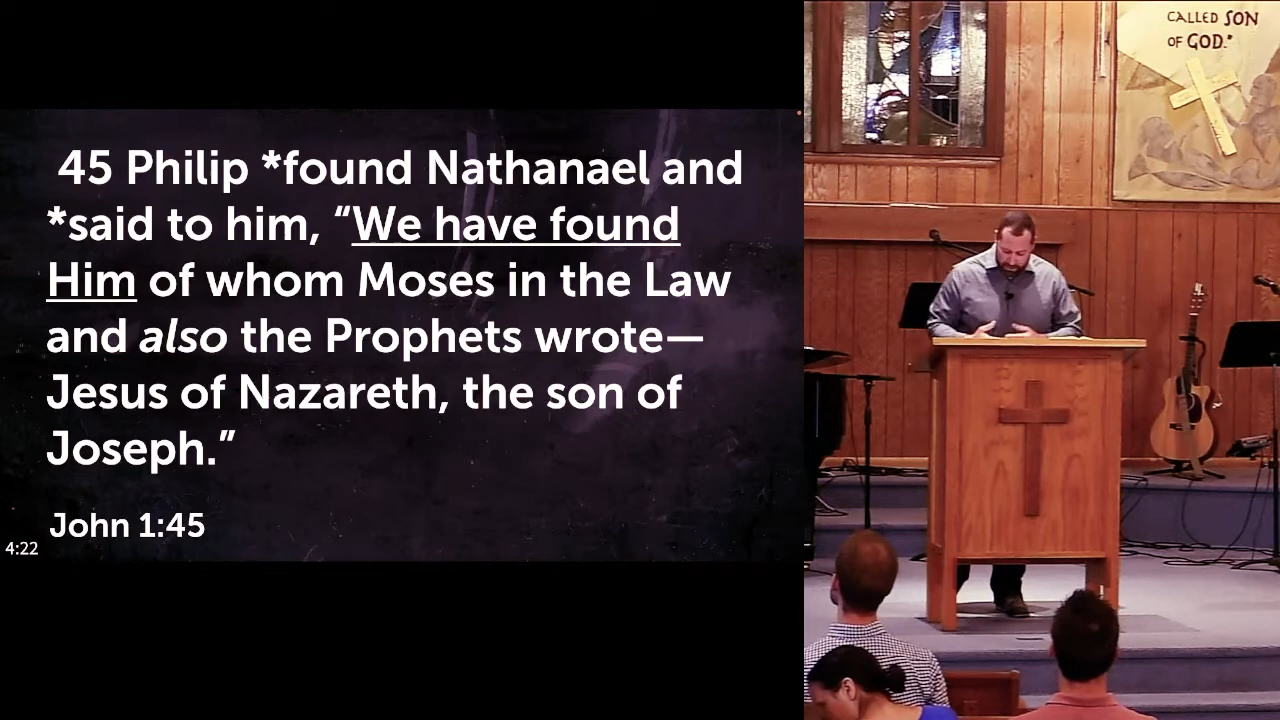 45 Philip *found Nathanael and
*said to him, “We have found
Him of whom Moses in the Law
and also the Prophets wrote—
Jesus of Nazareth, the son of
Joseph.”
John 1:45
4:22
CALLED SON
OF GOD."